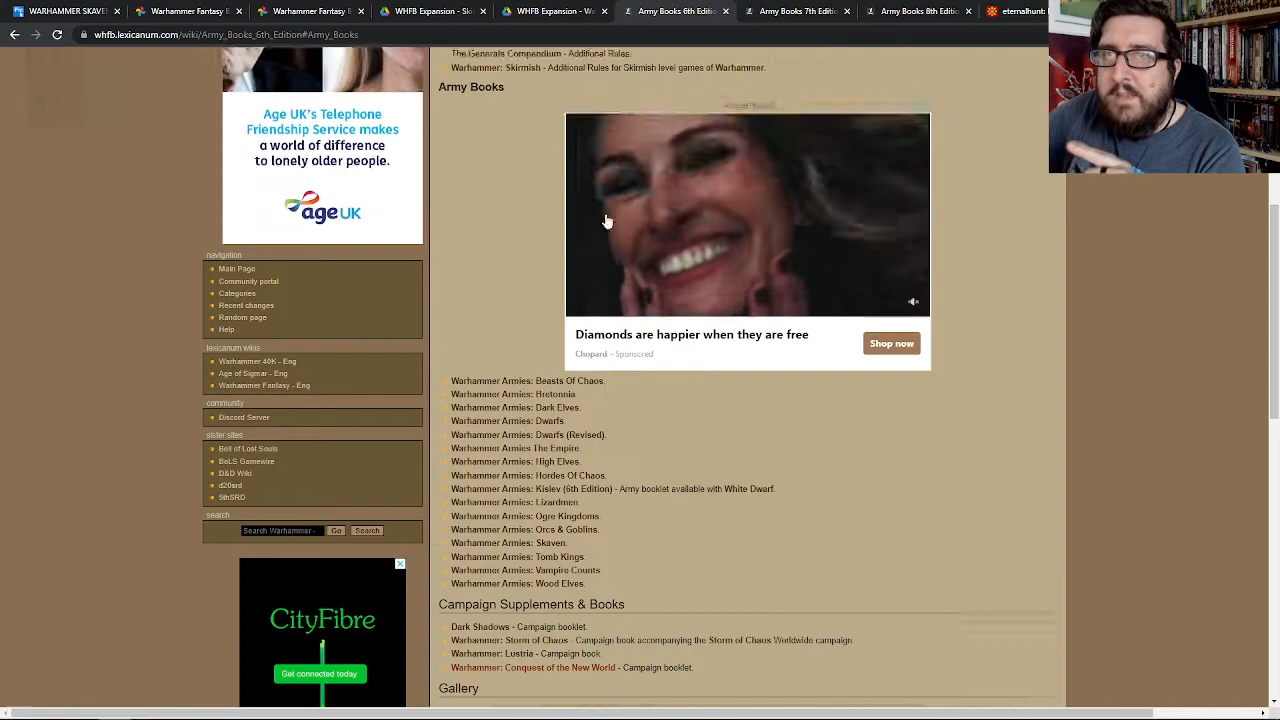 WARHAMMER SKAVE
Warhammer Fantasy
WHFB Expansion - Sk
WHFB Expansion - W
Army Books 6th Edition
Army Books 7th Edition
Army Books 8th Edition
eternalhun
whfb.lexicanum.com/wiki/Army_Books_6th_Edition#Army_Books
The Generals Compendium - Additional Rules.
Warhammer: Skirmish - Additional Rules for Skirmish level games of Warhammer.
Army Books
Age UK's Telephone
Friendship Service makes
a world of difference
to lonely older people.
age UK
Diamonds are happier when they are free
Chopard - Sponsored
Shop now
navigation
Main Page
Community portal
Categories
Recent changes
Random page
Help
lexicanum wikis
Warhammer 40K - Eng
Age of Sigmar - Eng
Warhammer Fantasy - Eng
community
Discord Server
sister sites
Bell of Lost Souls
BoLS Gamewire
D&D Wiki
d20srd
5thSRD
search
Search Warhammer -
Go
Search
CityFibre
Get connected today
Warhammer Armies: Beasts Of Chaos.
Warhammer Armies: Bretonnia
Warhammer Armies: Dark Elves.
Warhammer Armies: Dwarfs.
Warhammer Armies: Dwarfs (Revised).
Warhammer Armies The Empire.
Warhammer Armies: High Elves.
Warhammer Armies: Hordes Of Chaos.
Warhammer Armies: Kislev (6th Edition) - Army booklet available with White Dwarf.
Warhammer Armies: Lizardmen.
Warhammer Armies: Ogre Kingdoms.
Warhammer Armies: Orcs & Goblins.
Warhammer Armies: Skaven.
Warhammer Armies: Tomb Kings.
Warhammer Armies: Vampire Counts.
Warhammer Armies: Wood Elves.
Campaign Supplements & Books
Dark Shadows - Campaign booklet.
Warhammer: Storm of Chaos - Campaign book accompanying the Storm of Chaos Worldwide campaign.
Warhammer: Lustria - Campaign book.
Warhammer: Conquest of the New World - Campaign booklet.
Gallery